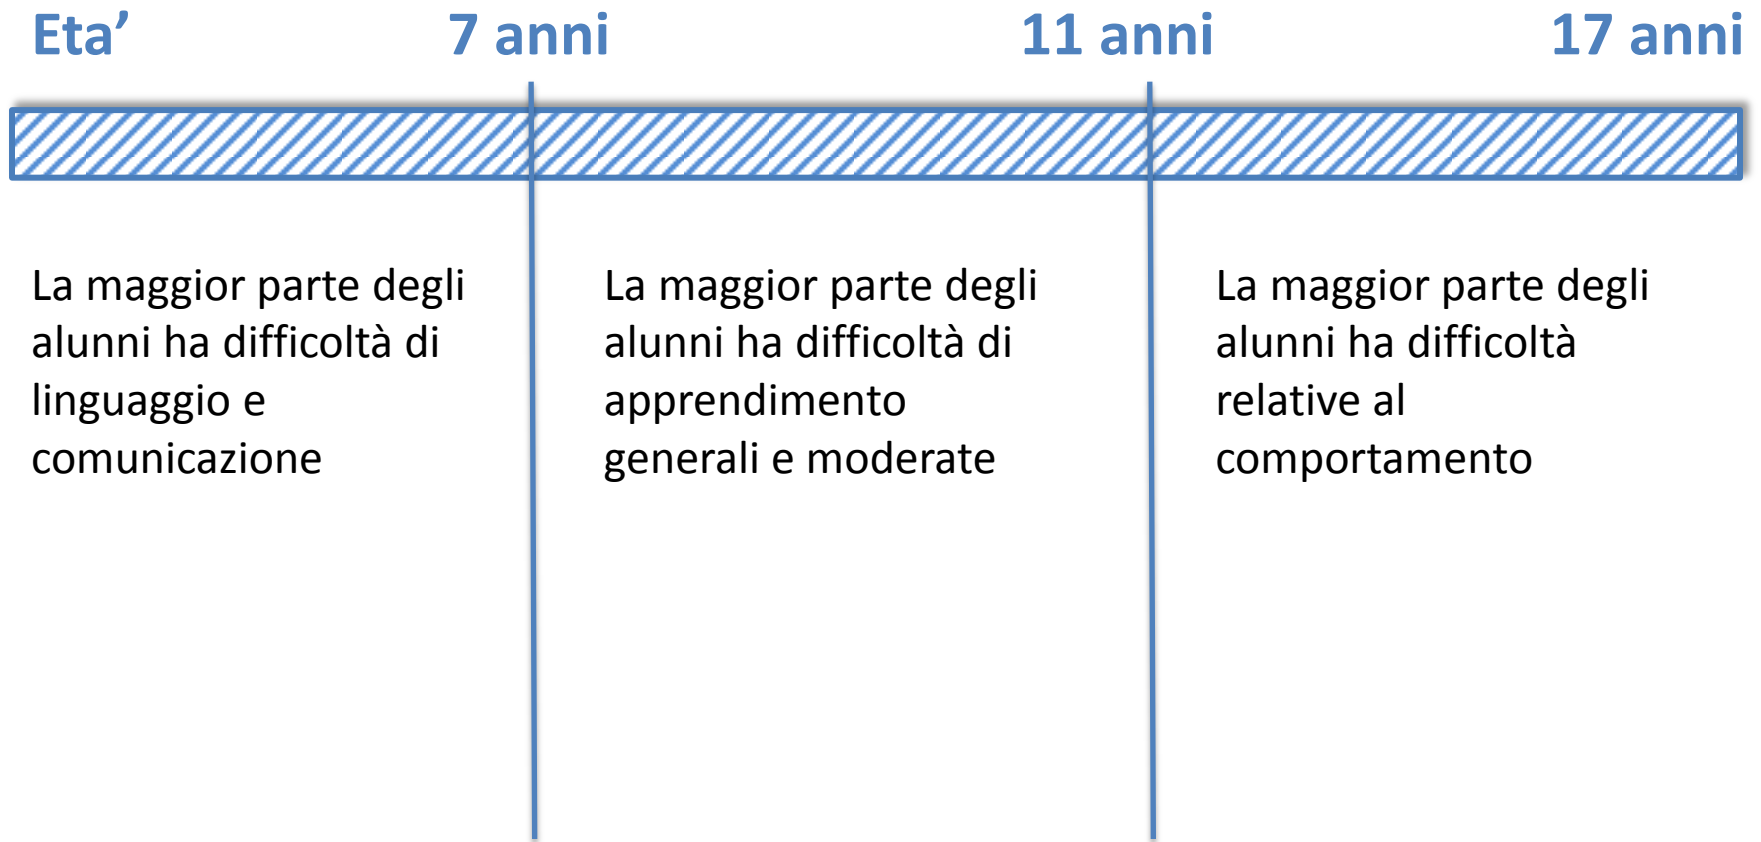 Eta’ 7 anni 11 anni 17 anni
La maggior parte degli
alunni ha difficoltà di
linguaggio e
comunicazione
La maggior parte degli
alunni ha difficoltà di
apprendimento
generali e moderate
La maggior parte degli
alunni ha difficoltà
relative al
comportamento